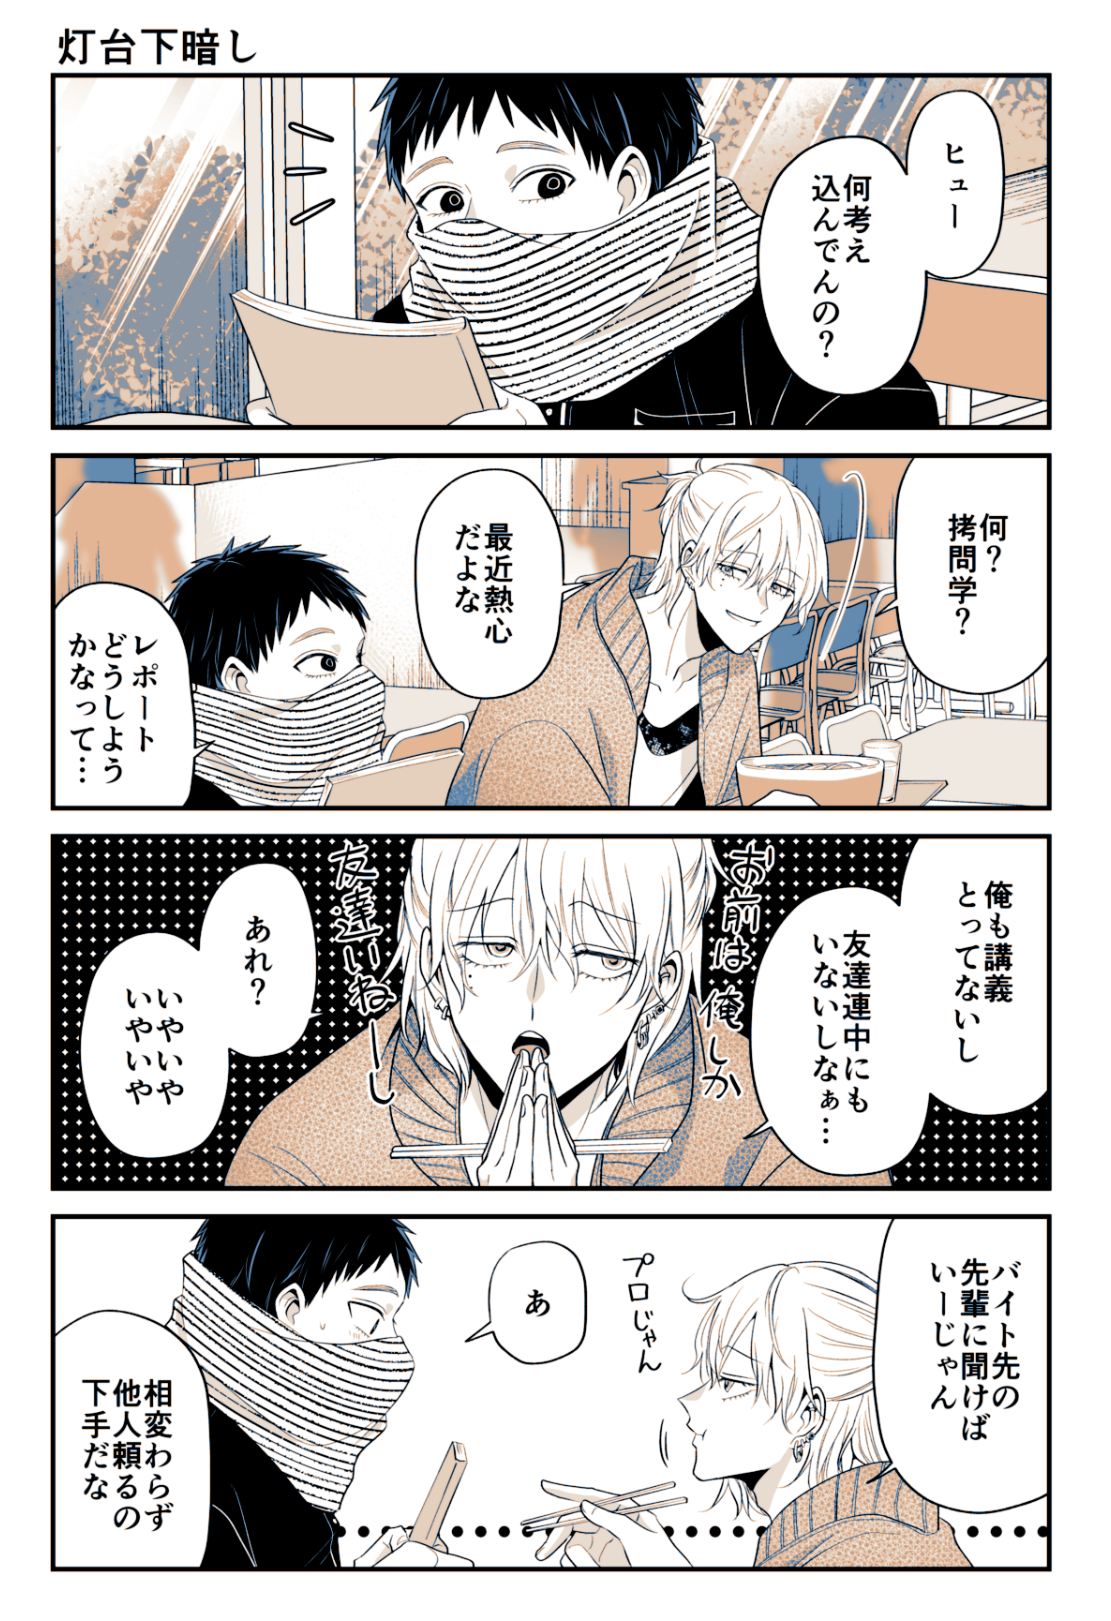 灯台下暗し
ヒュー
何考え
込んでんの？
何？
拷問学？
最近熱心
だよな
レポート
どうしよう
かなって…
俺も講義
とってないし
友達連中にも
いないしなぁ…
お前は俺しか
友達いねーし
あれ？
いやいや
いやいや
バイト先の
先輩に聞けば
いーじゃん
プロじゃん
あ
相変わらず
他人頼るの
下手だな